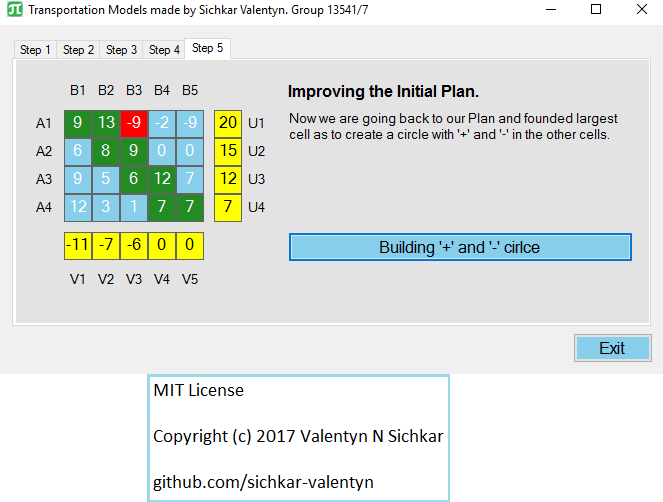 Transportation Models made by Sichkar Valentyn. Group 13541/7
Step 1 Step 2 Step 3 Step 4 Step 5
B1 B2 B3 B4 B5
A1 9 13 -9 -2 -9 20 U1
A2 6 8 9 0 0 15 U2
A3 9 5 6 12 7 12 U3
A4 12 3 1 7 7 7 U4
-11 -7 -6 0 0
V1 V2 V3 V4 V5
Improving the Initial Plan.
Now we are going back to our Plan and founded largest
cell as to create a circle with '+' and '-' in the other cells.
Building '+' and '-' cirlce
Exit
MIT License
Copyright (c) 2017 Valentyn N Sichkar
github.com/sichkar-valentyn